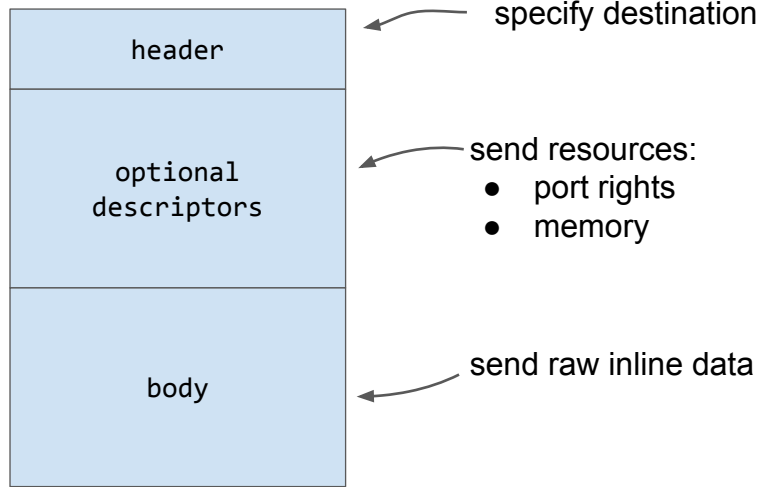 specify destination
header
send resources:
● port rights
● memory
optional
descriptors
send raw inline data
body